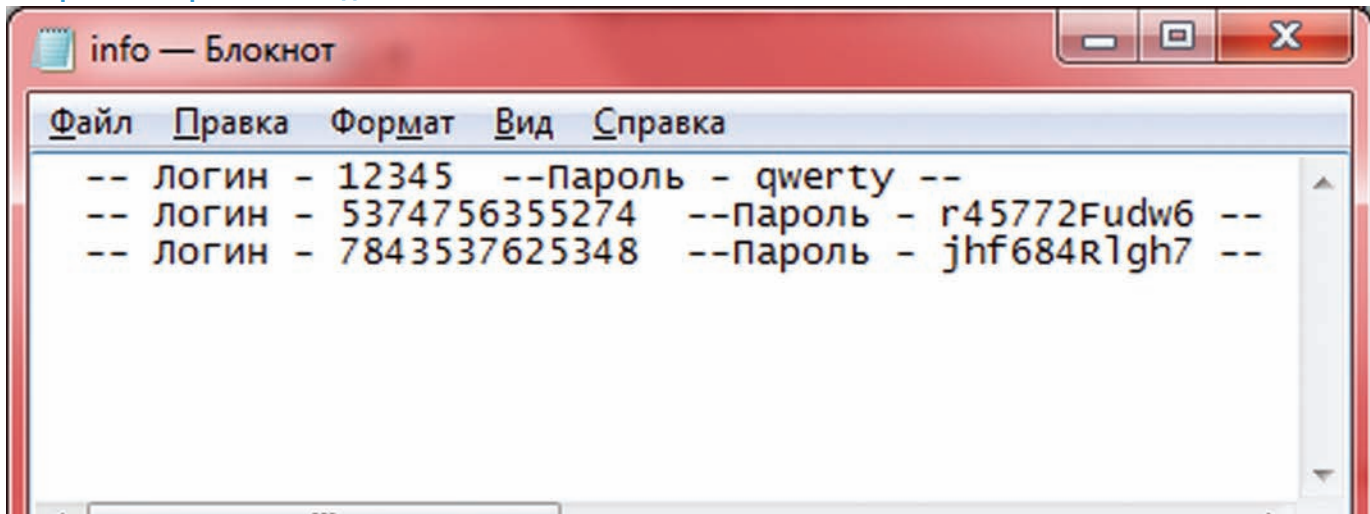 info — Блокнот
Файл Правка Формат Вид Справка
-- Логин - 12345 --Пароль - qwerty --
-- Логин - 5374756355274 --Пароль - r45772Fudw6 --
-- Логин - 7843537625348 --Пароль - jhf684Rlgh7 --